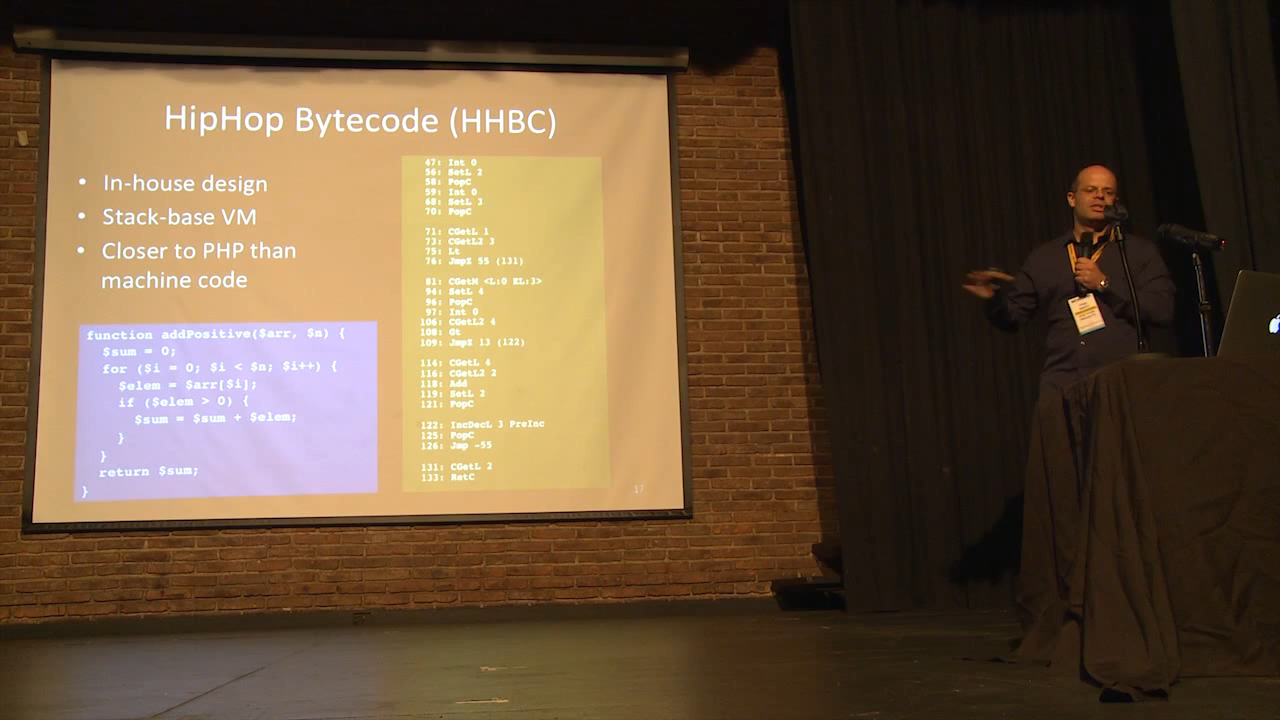 HipHop Bytecode (HHBC)
• In-house design
• Stack-base VM
• Closer to PHP than
machine code
function addPositive($arr, $n) {
$sum = 0;
for ($i = 0; $i < $n; $i++) {
$elem = $arr[$i];
if ($elem > 0) {
$sum = $sum + $elem;
}
}
return $sum;
}
47: Int 0
56: SetL 2
58: PopC
59: Int 0
68: SetL 3
70: PopC
71: CGetL 1
73: CGetL2 3
75: Lt
76: JmpZ 55 (131)
81: CGetM <L:0 EL:3>
94: SetL 4
96: PopC
97: Int 0
106: CGetL2 4
108: Gt
109: JmpZ 13 (122)
114: CGetL 4
116: CGetL2 2
118: Add
119: SetL 2
121: PopC
122: IncDecL 3 PreInc
125: PopC
126: Jmp -55
131: CGetL 2
133: RetC
17